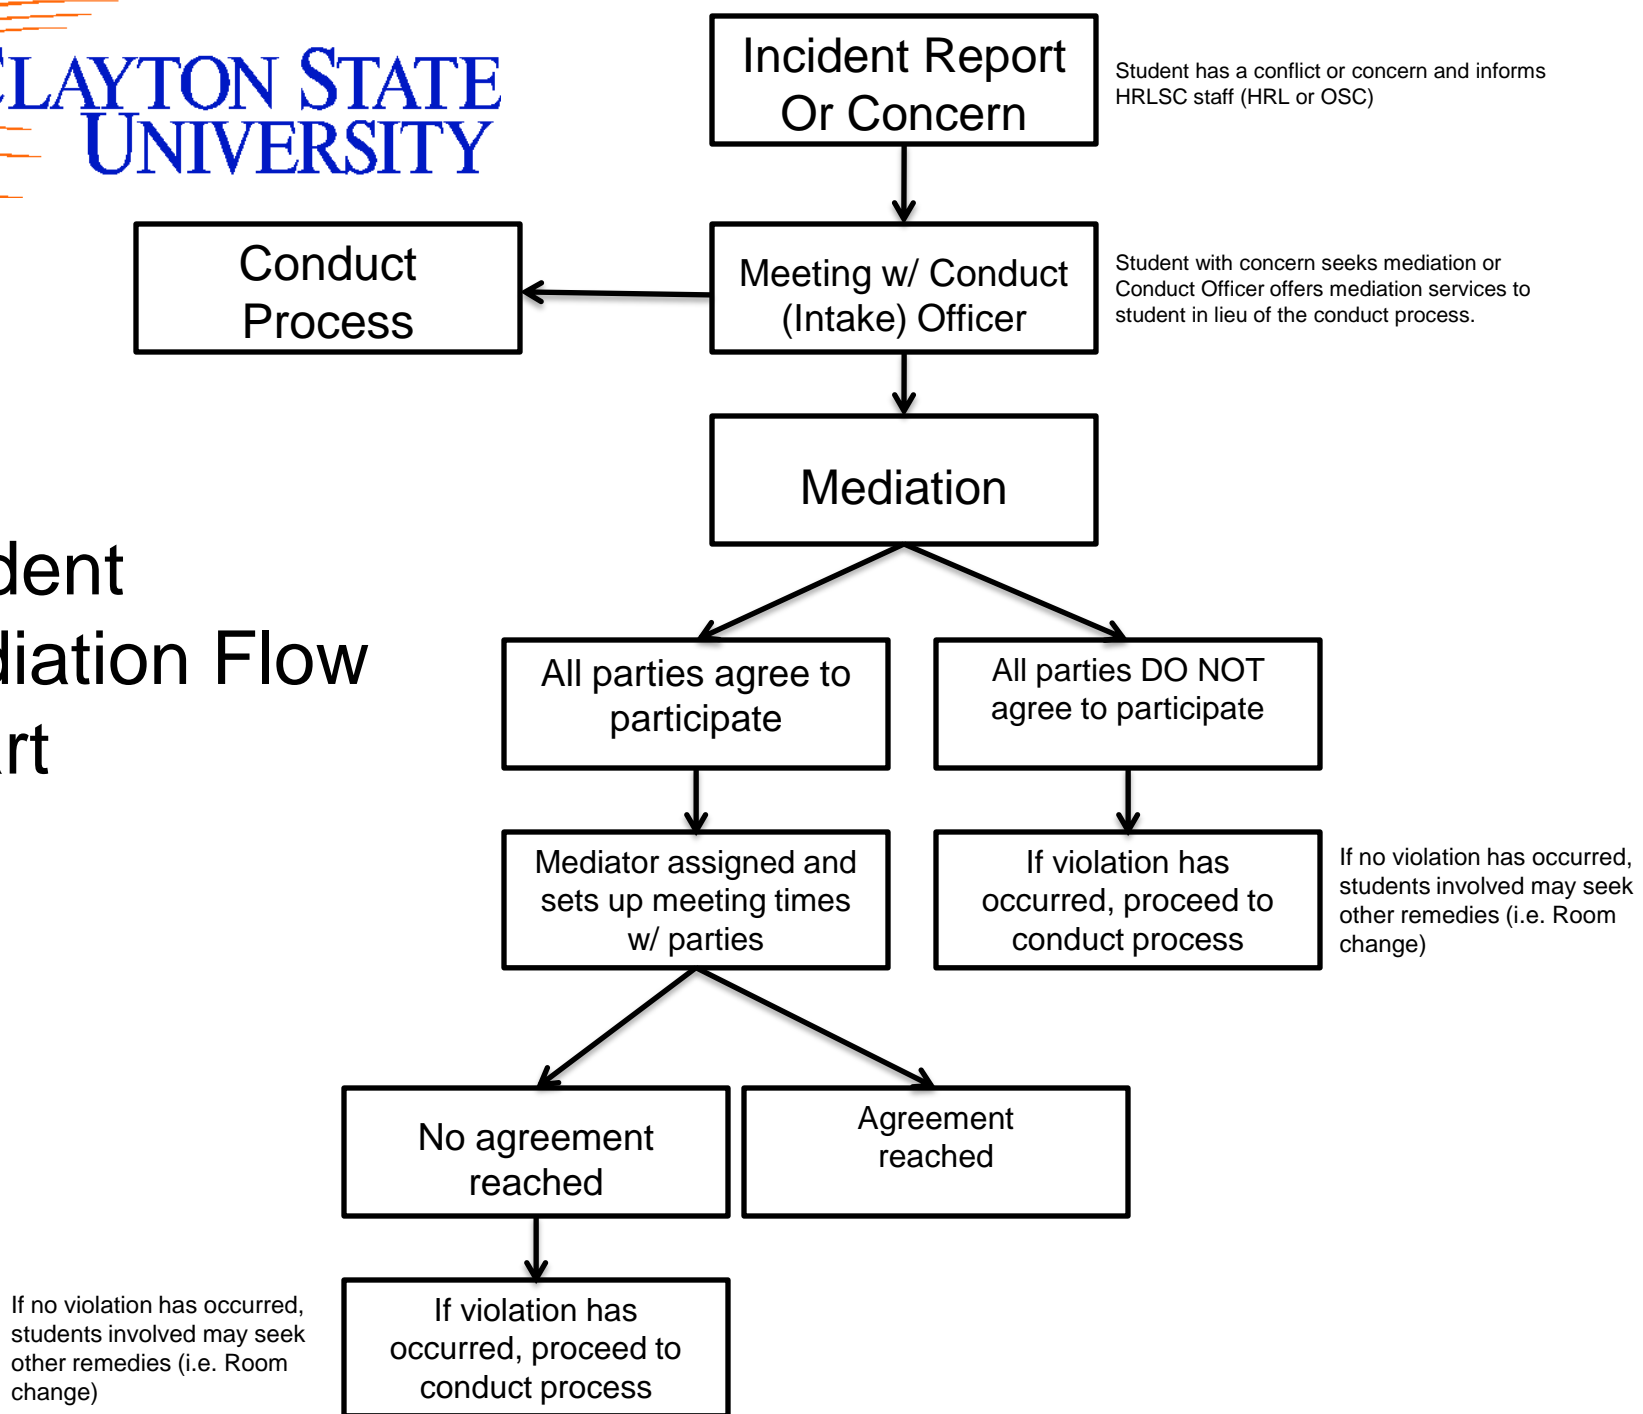 CLAYTON STATE
UNIVERSITY
Incident Report
Or Concern
Student has a conflict or concern and informs
HRLSC staff (HRL or OSC)
Conduct
Process
Meeting w/ Conduct
(Intake) Officer
Student with concern seeks mediation or
Conduct Officer offers mediation services to
student in lieu of the conduct process.
Mediation
dent
diation Flow
art
All parties agree to
participate
All parties DO NOT
agree to participate
Mediator assigned and
sets up meeting times
w/ parties
If violation has
occurred, proceed to
conduct process
If no violation has occurred,
students involved may seek
other remedies (i.e. Room
change)
No agreement
reached
Agreement
reached
If no violation has occurred,
students involved may seek
other remedies (i.e. Room
change)
If violation has
occurred, proceed to
conduct process